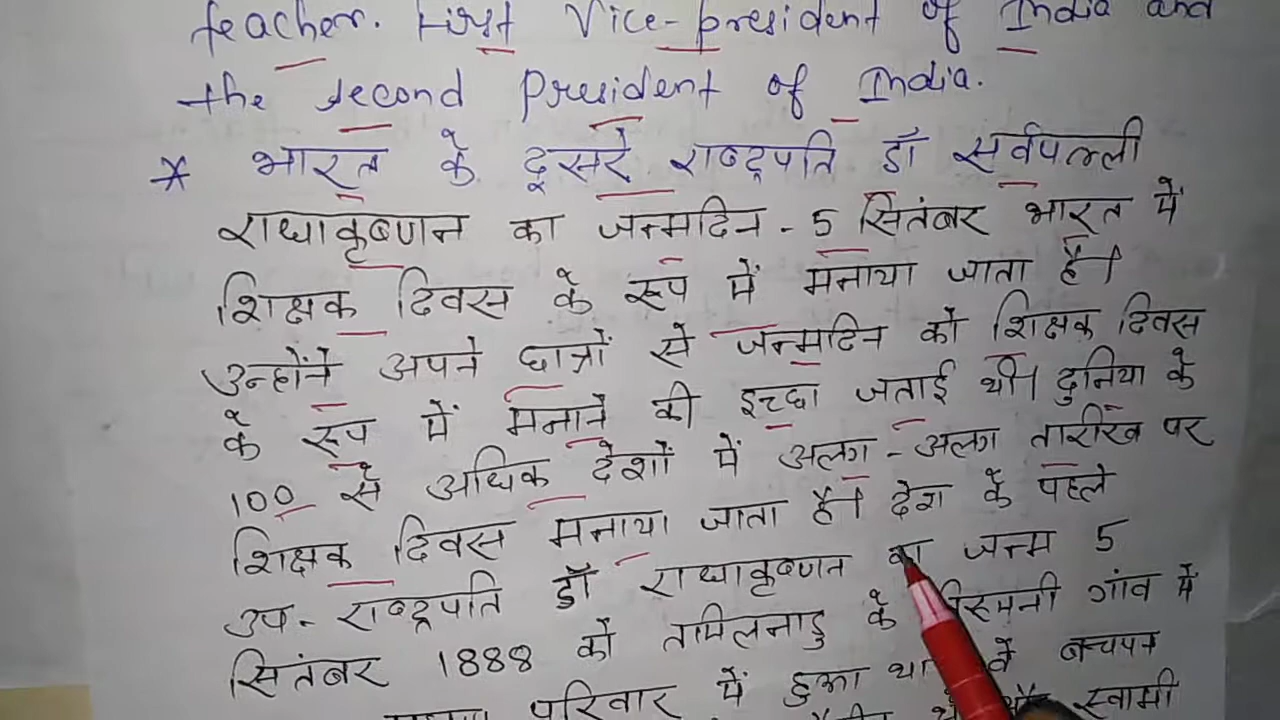 teacher. First Vice-president of India and
the second president of India.
* भारत के दूसरे राष्ट्रपति डॉ सर्वपल्ली
राधाकृष्णन का जन्मदिन - 5 सितंबर भारत में
शिक्षक दिवस के रूप में मनाया जाता है।
उन्होंने अपने छात्रों से जन्मदिन को शिक्षक दिवस
के रूप में मनाने की इच्छा जताई थी। दुनिया के
100 से अधिक देशों में अलग - अलग तारीख पर
शिक्षक दिवस मनाया जाता है। देश के पहले
उप - राष्ट्रपति डॉ राधाकृष्णन का जन्म 5
सितंबर 1888 को तमिलनाडु के गांव में
परिवार में हुआ था वे बचपन
स्वामी